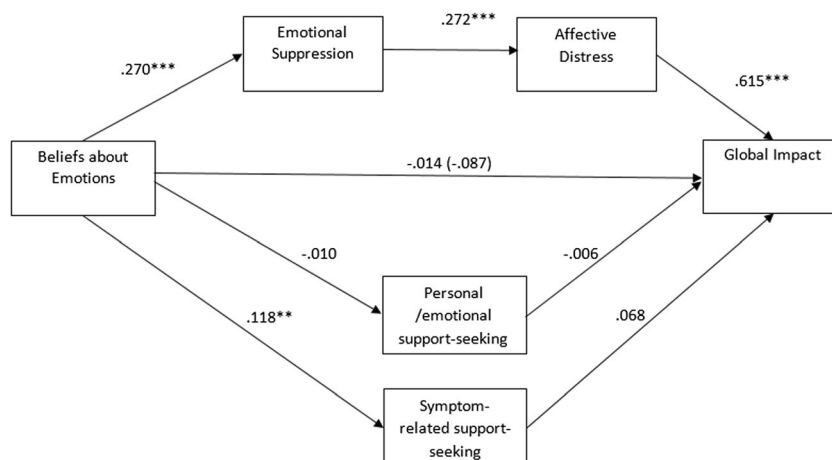 Emotional
Suppression
.272***
Affective
Distress
.270***
.615***
Beliefs about
Emotions
-.014 (-.087)
Global Impact
-.010
-.006
Personal
/emotional
support-seeking
.118**
.068
Symptom-
related support-
seeking